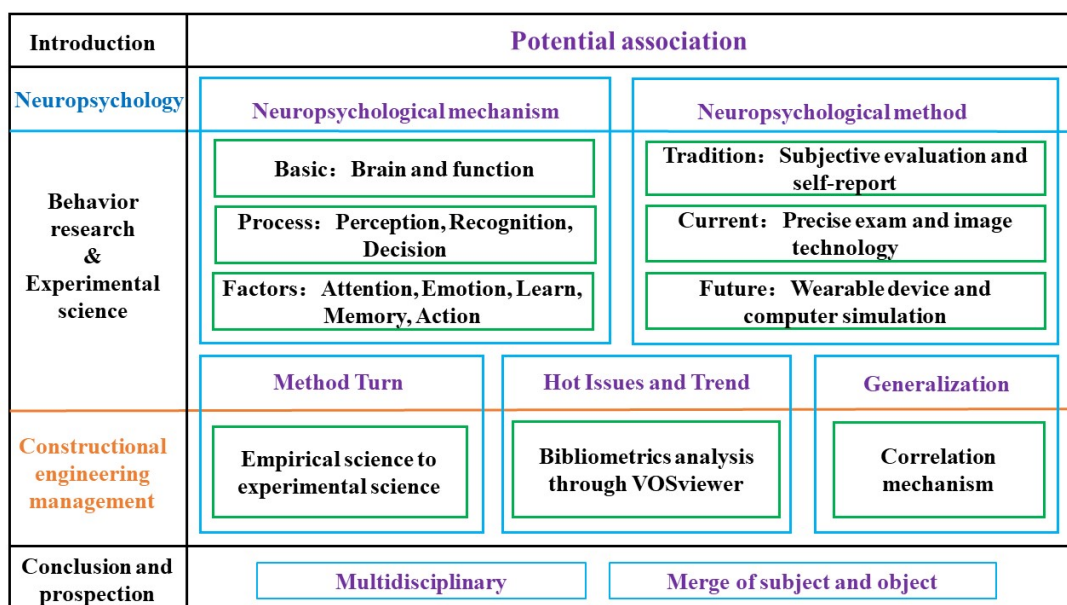 Introduction
Potential association
Neuropsychology
Neuropsychological mechanism
Neuropsychological method
Behavior
research
&
Experimental
science
Basic：Brain and function
Process：Perception, Recognition,
Decision
Factors：Attention, Emotion, Learn,
Memory, Action
Tradition：Subjective evaluation and
self-report
Current：Precise exam and image
technology
Future：Wearable device and
computer simulation
Method Turn
Hot Issues and Trend
Generalization
Constructional
engineering
management
Empirical science to
experimental science
Bibliometrics analysis
through VOSviewer
Correlation
mechanism
Conclusion and
prospection
Multidisciplinary
Merge of subject and object